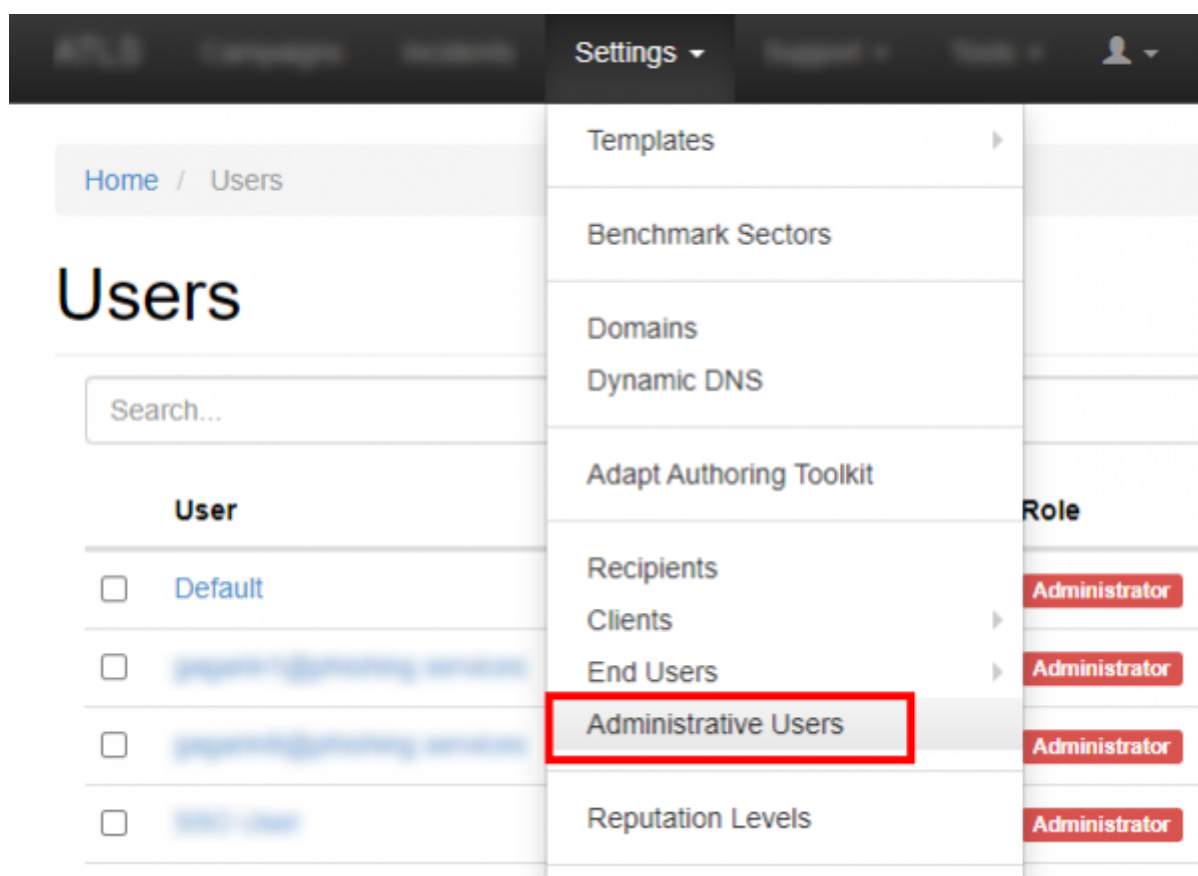 Settings
Templates
Home / Users
Benchmark Sectors
Users
Domains
Dynamic DNS
Search...
Adapt Authoring Toolkit
User
Role
Default
Administrator
Recipients
Clients
End Users
Administrator
Administrative Users
Administrator
Reputation Levels
Administrator